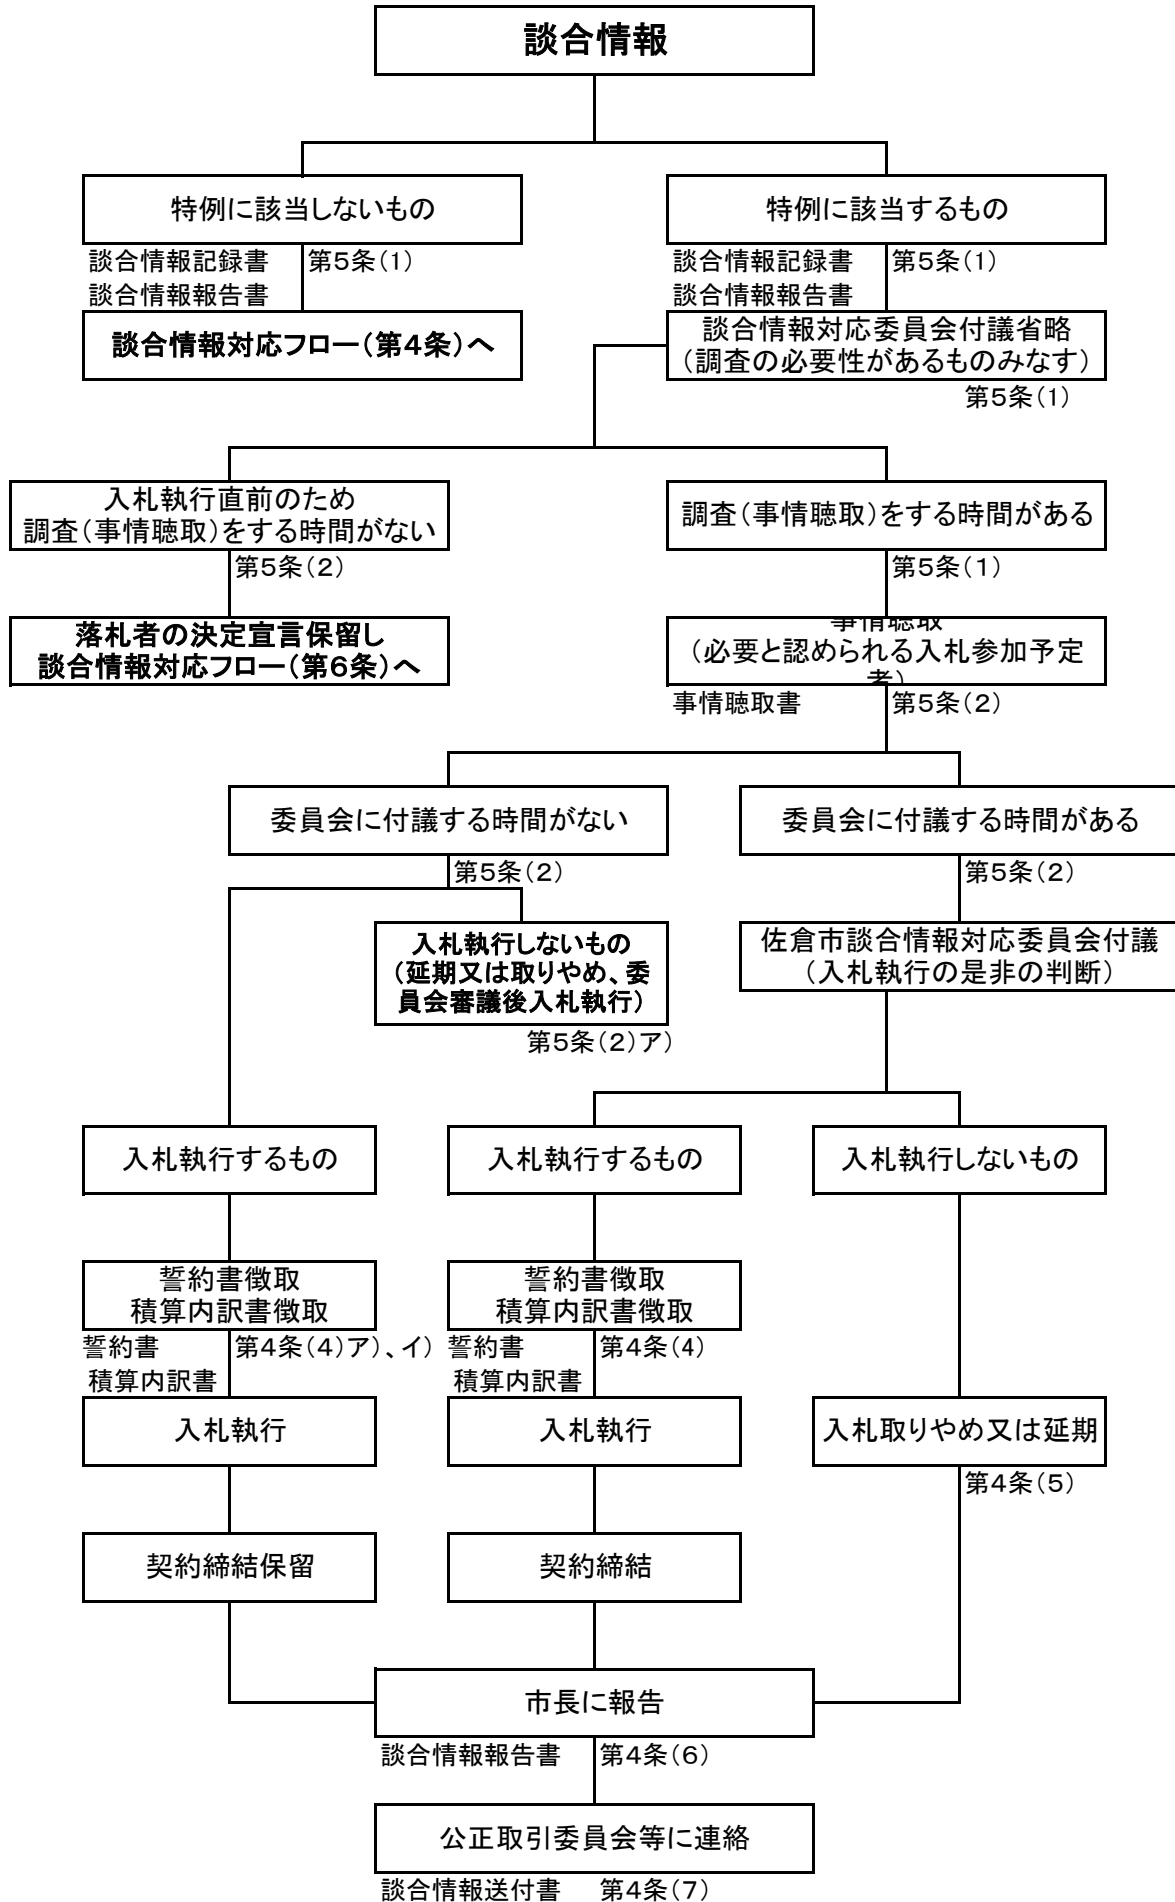 談合情報
特例に該当しないもの
特例に該当するもの
談合情報記録書 第5条(1)
談合情報報告書
談合情報記録書 第5条(1)
談合情報報告書
談合情報対応フロー(第4条)へ
談合情報対応委員会付議省略
(調査の必要性があるものみなす)
第5条(1)
入札執行直前のため
調査(事情聴取)をする時間がない
調査(事情聴取)をする時間がある
第5条(2)
第5条(1)
落札者の決定宣言保留し
談合情報対応フロー(第6条)へ
事情聴取
(必要と認められる入札参加予定
者)
事情聴取書 第5条(2)
委員会に付議する時間がない
委員会に付議する時間がある
第5条(2)
第5条(2)
入札執行しないもの
(延期又は取りやめ、委
員会審議後入札執行)
佐倉市談合情報対応委員会付議
(入札執行の是非の判断)
第5条(2)ア)
入札執行するもの
入札執行するもの
入札執行しないもの
誓約書徴取
積算内訳書徴取
誓約書徴取
積算内訳書徴取
誓約書 第4条(4)ア)、イ)
積算内訳書
誓約書 第4条(4)
積算内訳書
入札執行
入札執行
入札取りやめ又は延期
第4条(5)
契約締結保留
契約締結
市長に報告
談合情報報告書 第4条(6)
公正取引委員会等に連絡
談合情報送付書 第4条(7)